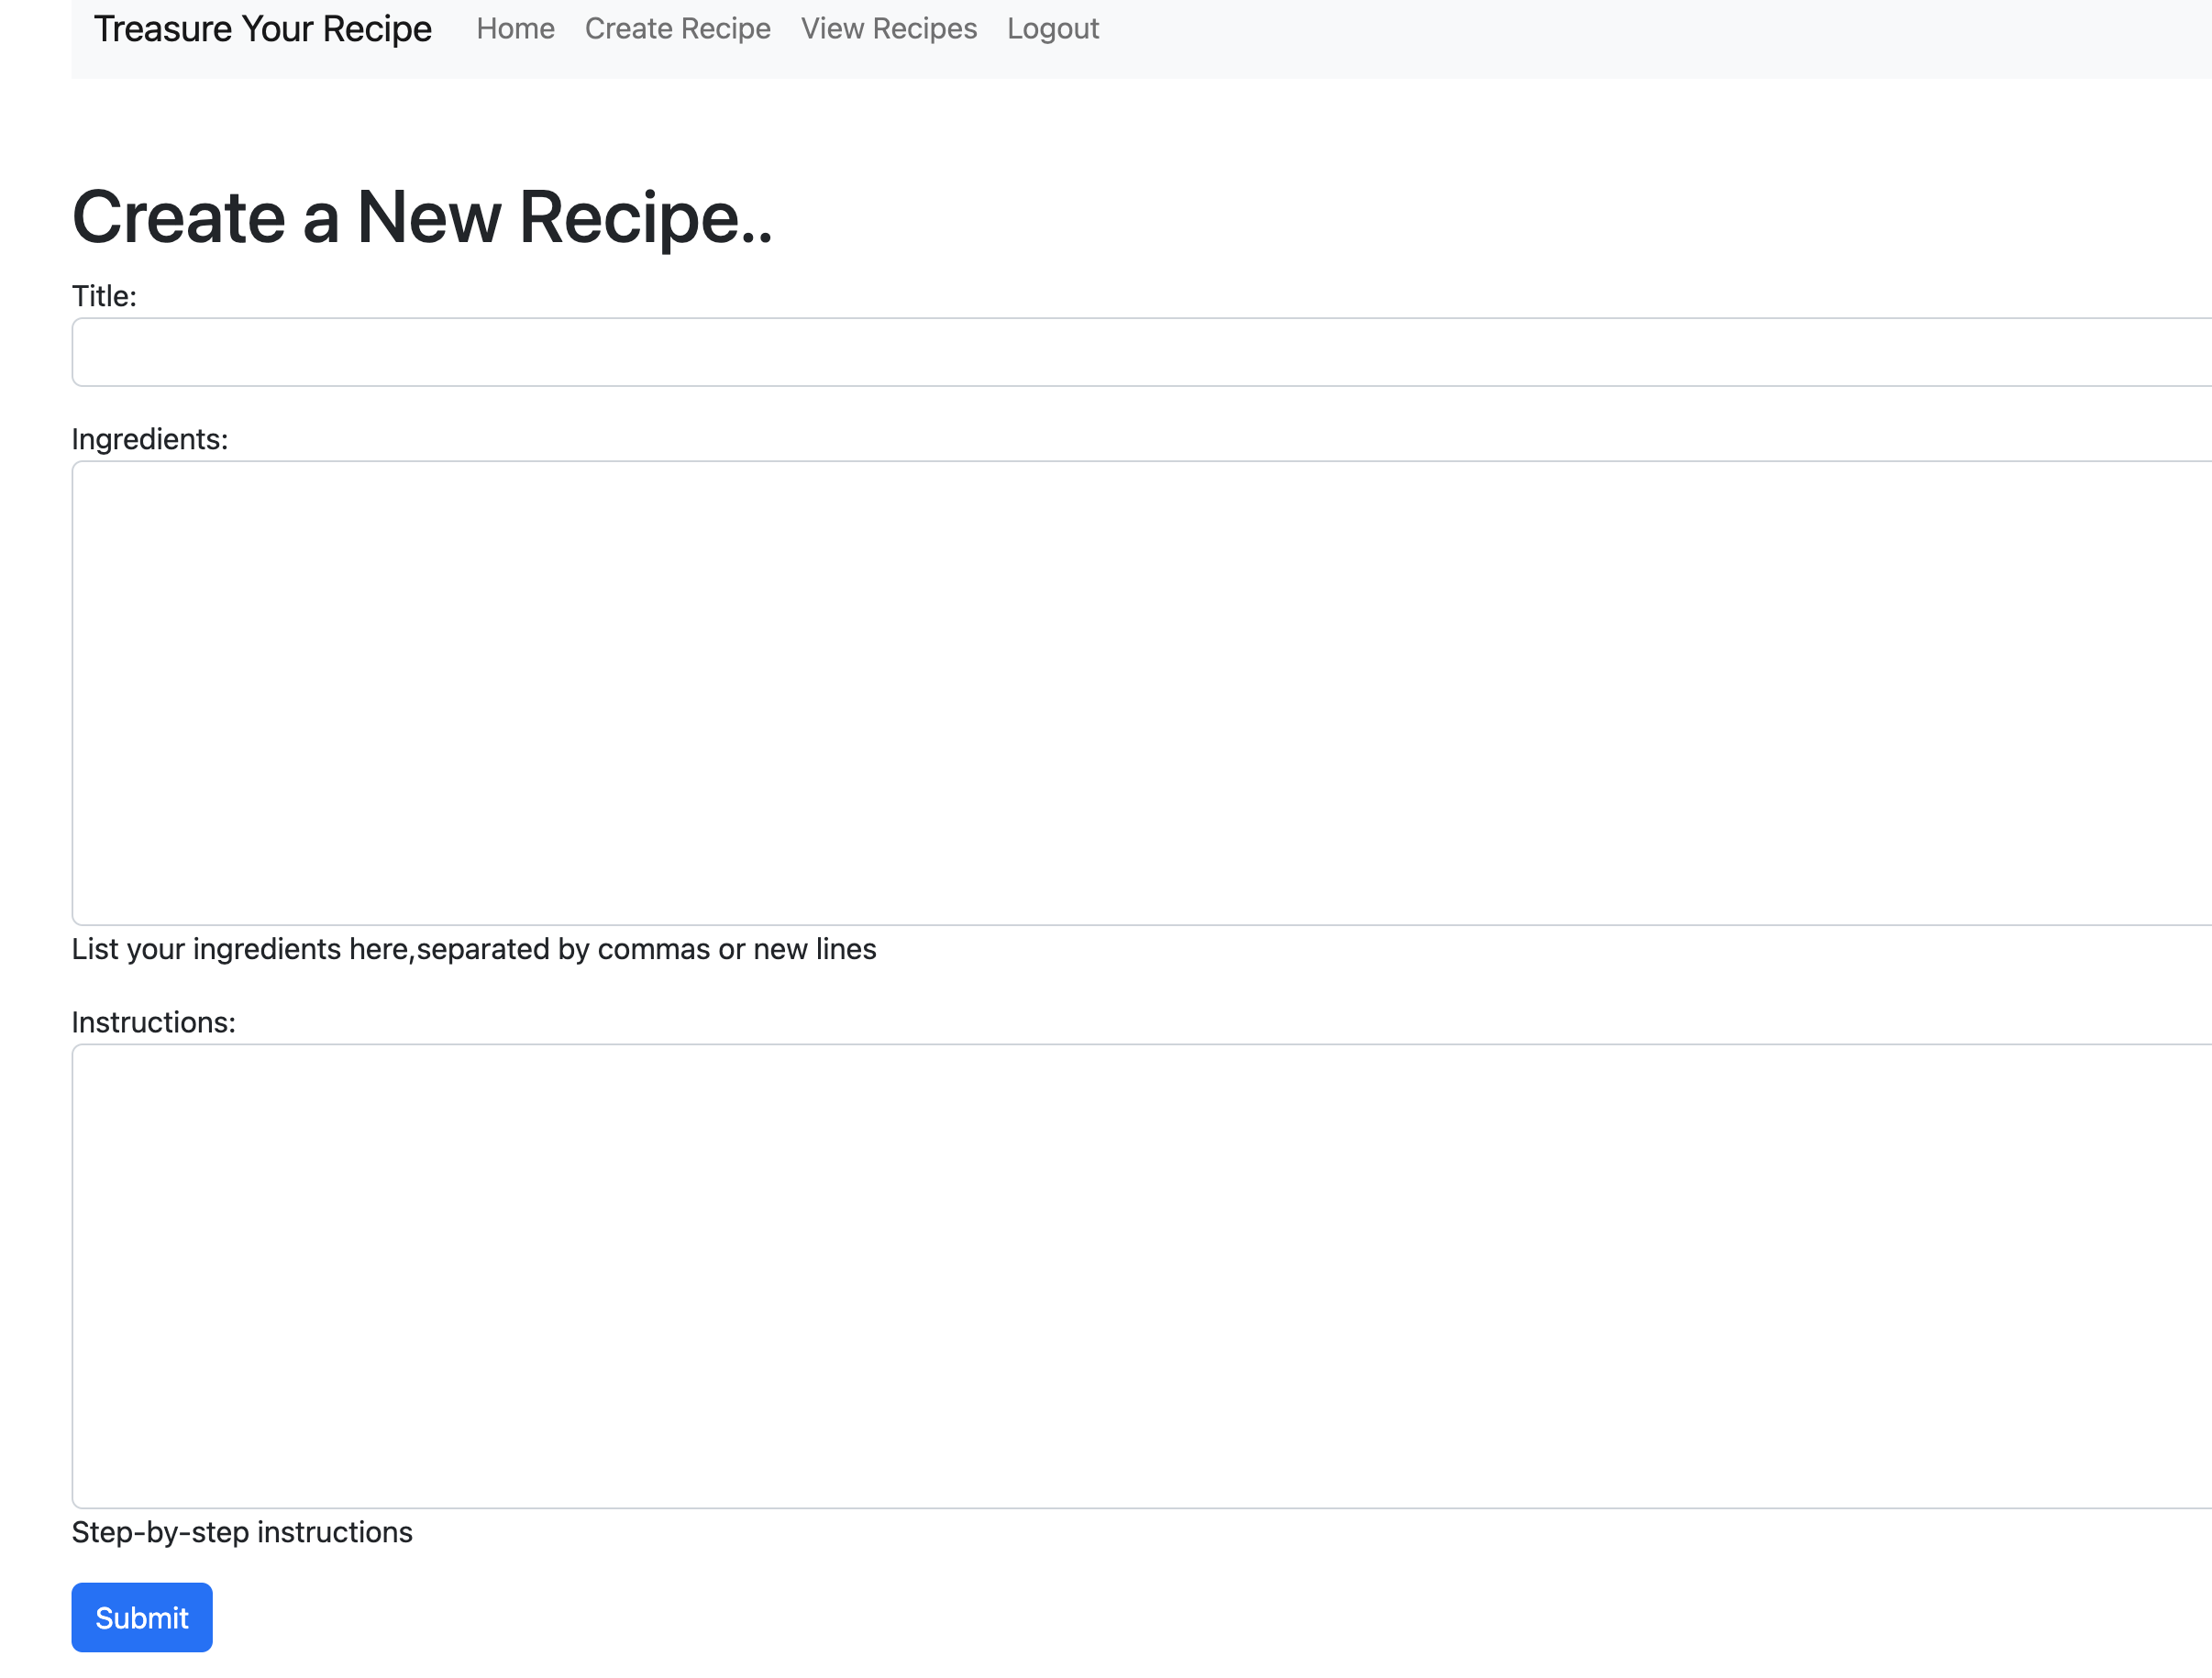 Treasure Your Recipe Home Create Recipe View Recipes Logout
Create a New Recipe..
Title:
Ingredients:
List your ingredients here,separated by commas or new lines
Instructions:
Step-by-step instructions
Submit